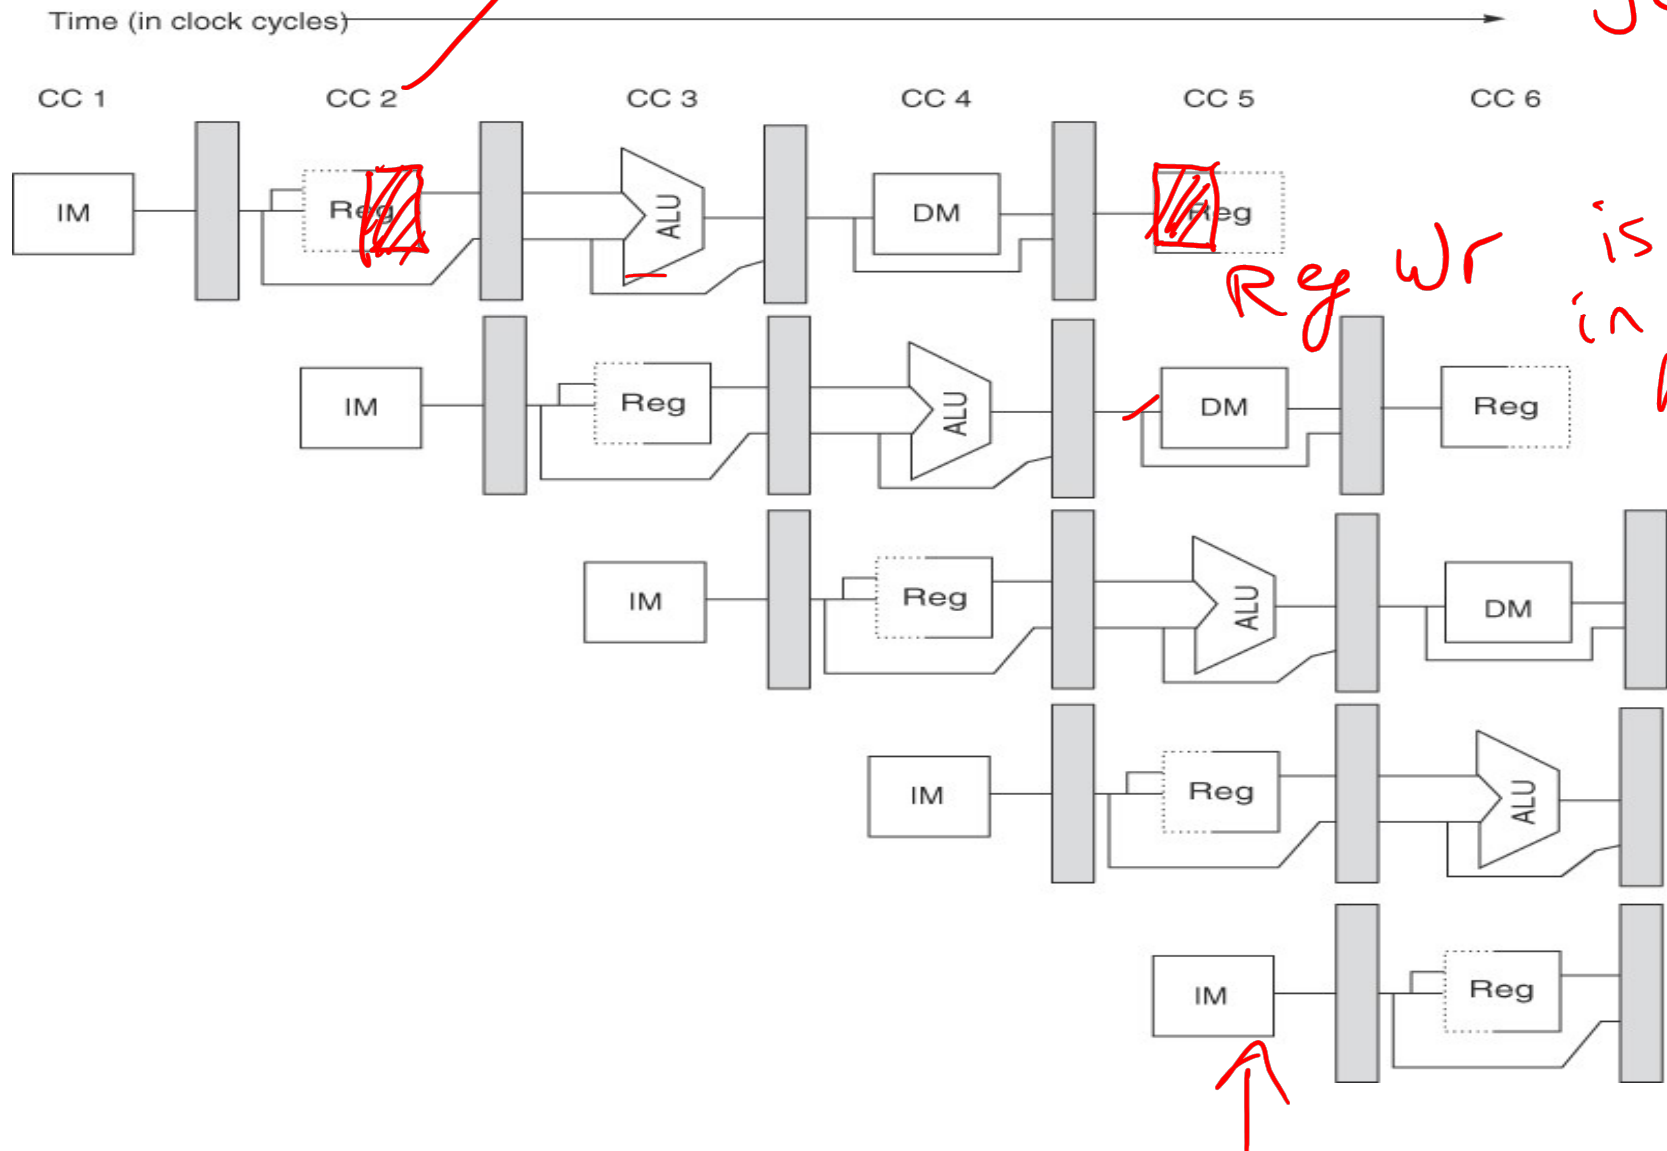 Time (in clock cycles)
CC 1 CC 2 CC 3 CC 4 CC 5 CC 6
IM Reg ALU DM Reg
Reg Wr is
in
IM Reg ALU DM Reg
IM Reg ALU DM
IM Reg ALU
IM Reg